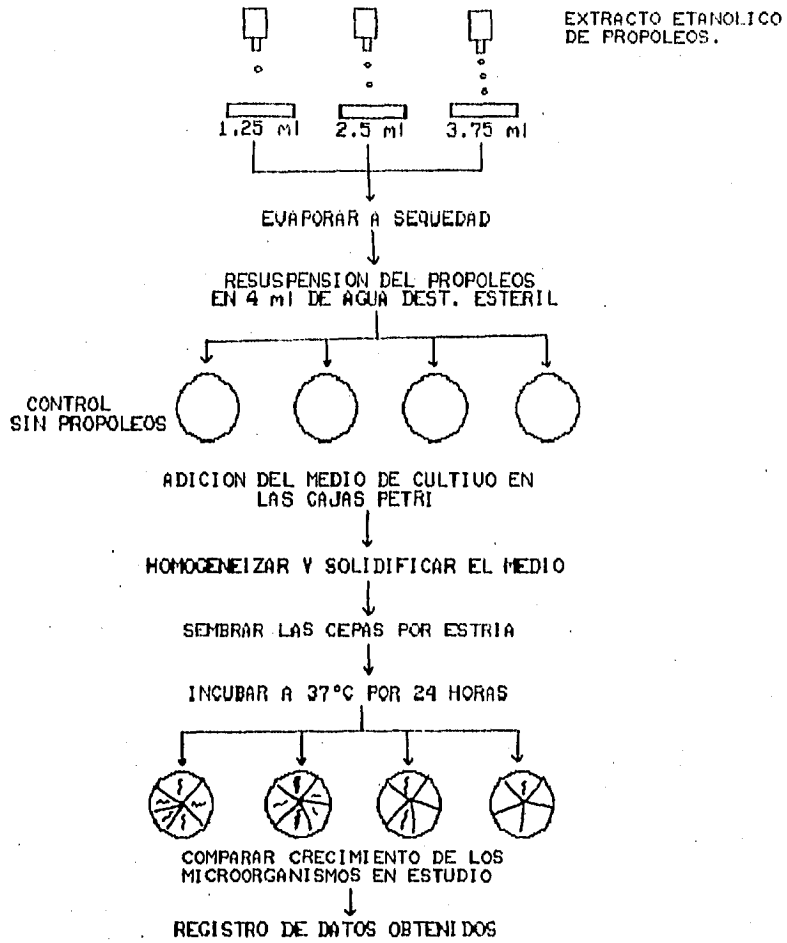 EXTRACTO ETANOLICO
DE PROPOLEOS.
1.25 ml
2.5 ml
3.75 ml
EVAPORAR A SEQUEDAD
RESUSPENSION DEL PROPOLEOS
EN 4 ml DE AGUA DEST. ESTERIL
CONTROL
SIN PROPOLEOS
ADICION DEL MEDIO DE CULTIVO EN
LAS CAJAS PETRI
HOMOGENEIZAR Y SOLIDIFICAR EL MEDIO
SEMBRAR LAS CEPAS POR ESTRIA
INCUBAR A 37°C POR 24 HORAS
COMPARAR CRECIMIENTO DE LOS
MICROORGANISMOS EN ESTUDIO
REGISTRO DE DATOS OBTENIDOS